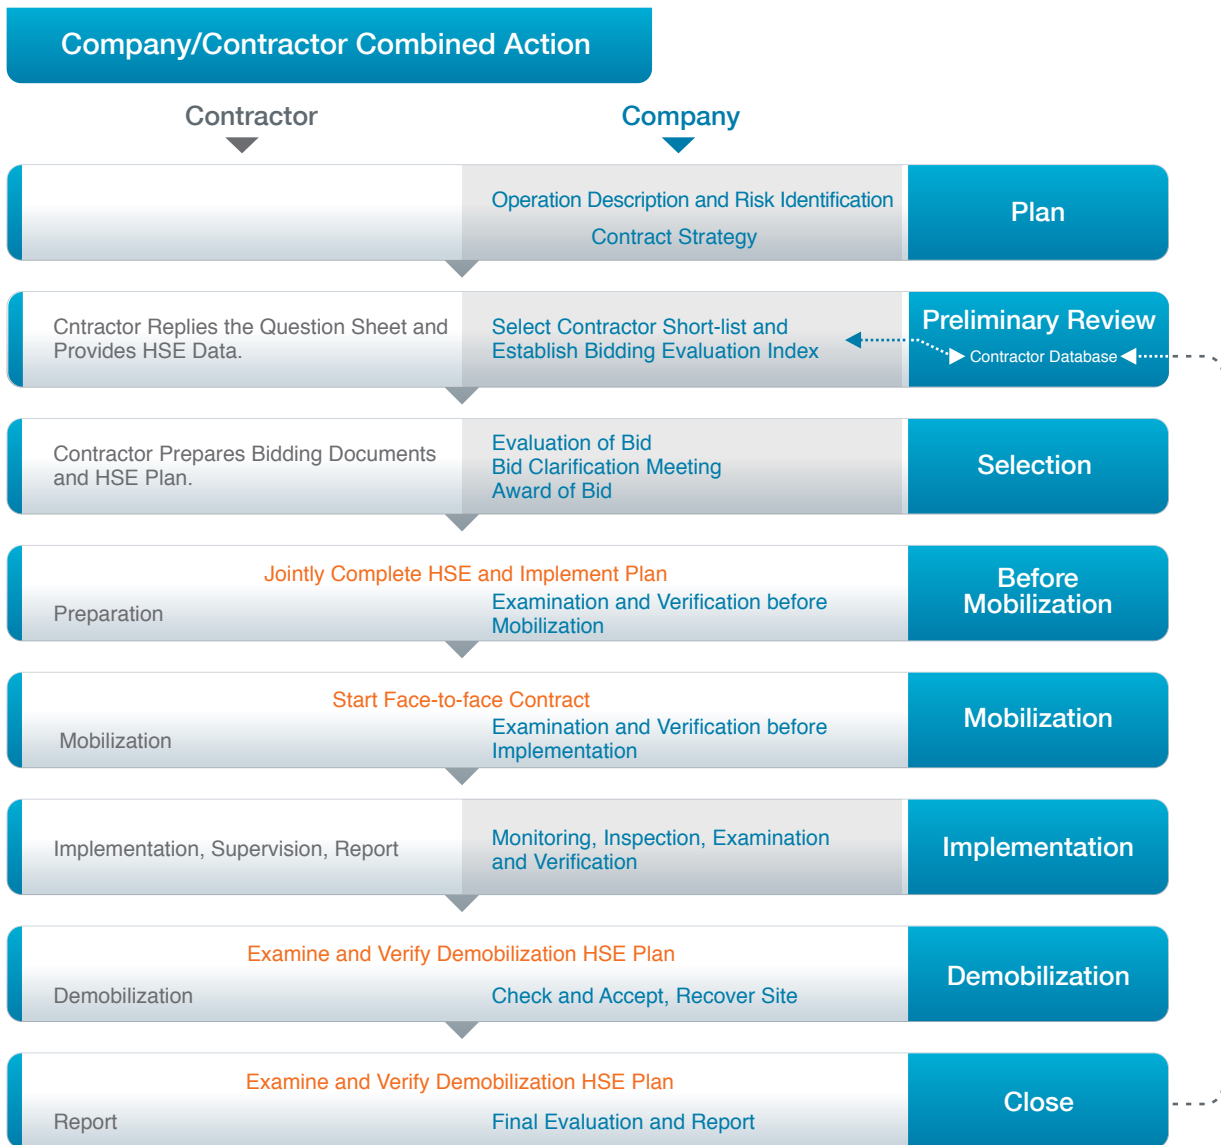 Company/Contractor Combined Action
Contractor
Company
Operation Description and Risk Identification
Contract Strategy
Plan
Cntractor Replies the Question Sheet and
Provides HSE Data.
Select Contractor Short-list and
Establish Bidding Evaluation Index
Preliminary Review
Contractor Database
Contractor Prepares Bidding Documents
and HSE Plan.
Evaluation of Bid
Bid Clarification Meeting
Award of Bid
Selection
Jointly Complete HSE and Implement Plan
Preparation
Examination and Verification before
Mobilization
Before
Mobilization
Start Face-to-face Contract
Mobilization
Examination and Verification before
Implementation
Mobilization
Implementation, Supervision, Report
Monitoring, Inspection, Examination
and Verification
Implementation
Examine and Verify Demobilization HSE Plan
Demobilization
Check and Accept, Recover Site
Demobilization
Examine and Verify Demobilization HSE Plan
Report
Final Evaluation and Report
Close